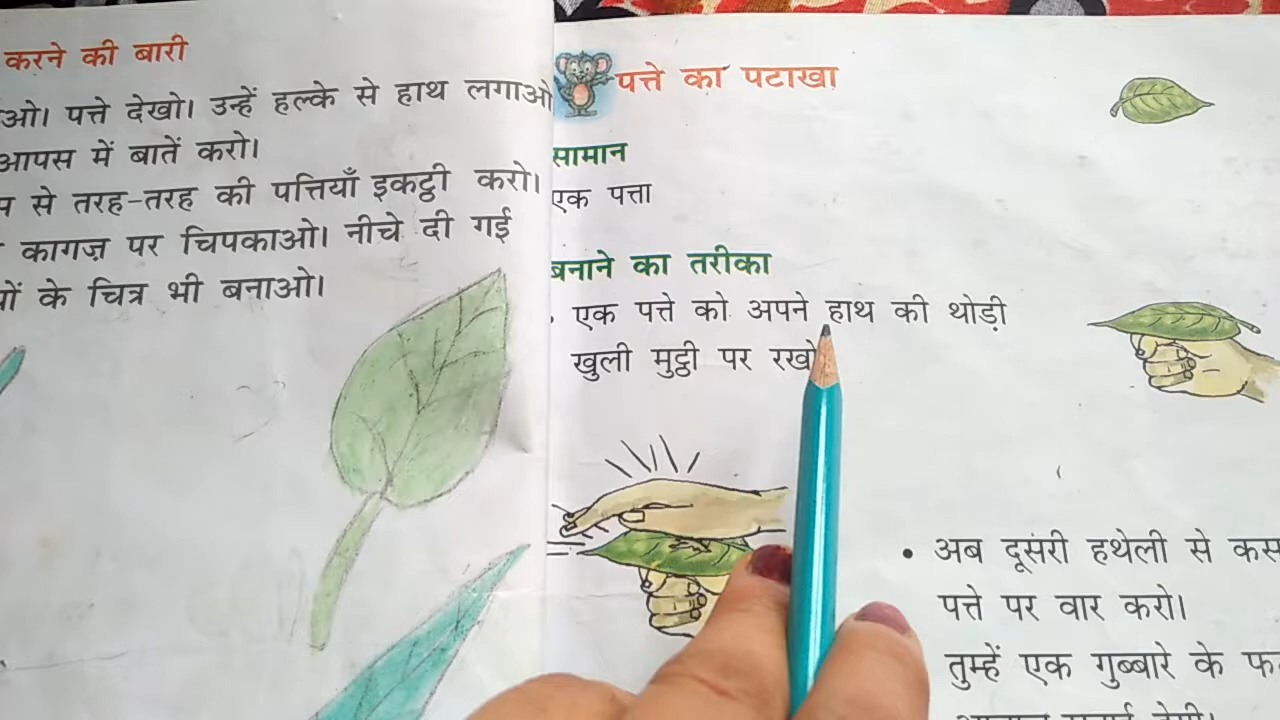 करने की बारी
पत्ते देखो। उन्हें हल्के से हाथ लगाओ
आपस में बातें करो।
से तरह-तरह की पत्तियाँ इकट्ठी करो।
कागज़ पर चिपकाओ। नीचे दी गई
के चित्र भी बनाओ।
पत्ते का पटाखा
सामान
एक पत्ता
बनाने का तरीका
एक पत्ते को अपने हाथ की थोड़ी
खुली मुट्ठी पर रखो
• अब दूसरी हथेली से कस
पत्ते पर वार करो।
तुम्हें एक गुब्बारे के